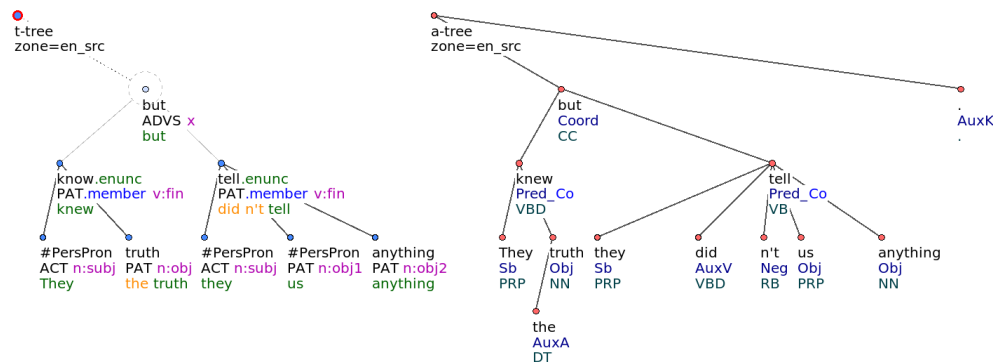 t-tree
zone=en_src
but
ADVS x
but
know.enunc
PAT.member v:fin
knew
tell.enunc
PAT.member v:fin
did n't tell
#PersPron
ACT n:subj
They
truth
PAT n:obj
the truth
#PersPron
ACT n:subj
they
#PersPron
PAT n:obj1
us
anything
PAT n:obj2
anything
a-tree
zone=en_src
but
Coord
CC
.
AuxK
.
knew
Pred_Co
VBD
tell
Pred_Co
VB
They
Sb
PRP
truth
Obj
NN
they
Sb
PRP
did
AuxV
VBD
n't
Neg
RB
us
Obj
PRP
anything
Obj
NN
the
AuxA
DT